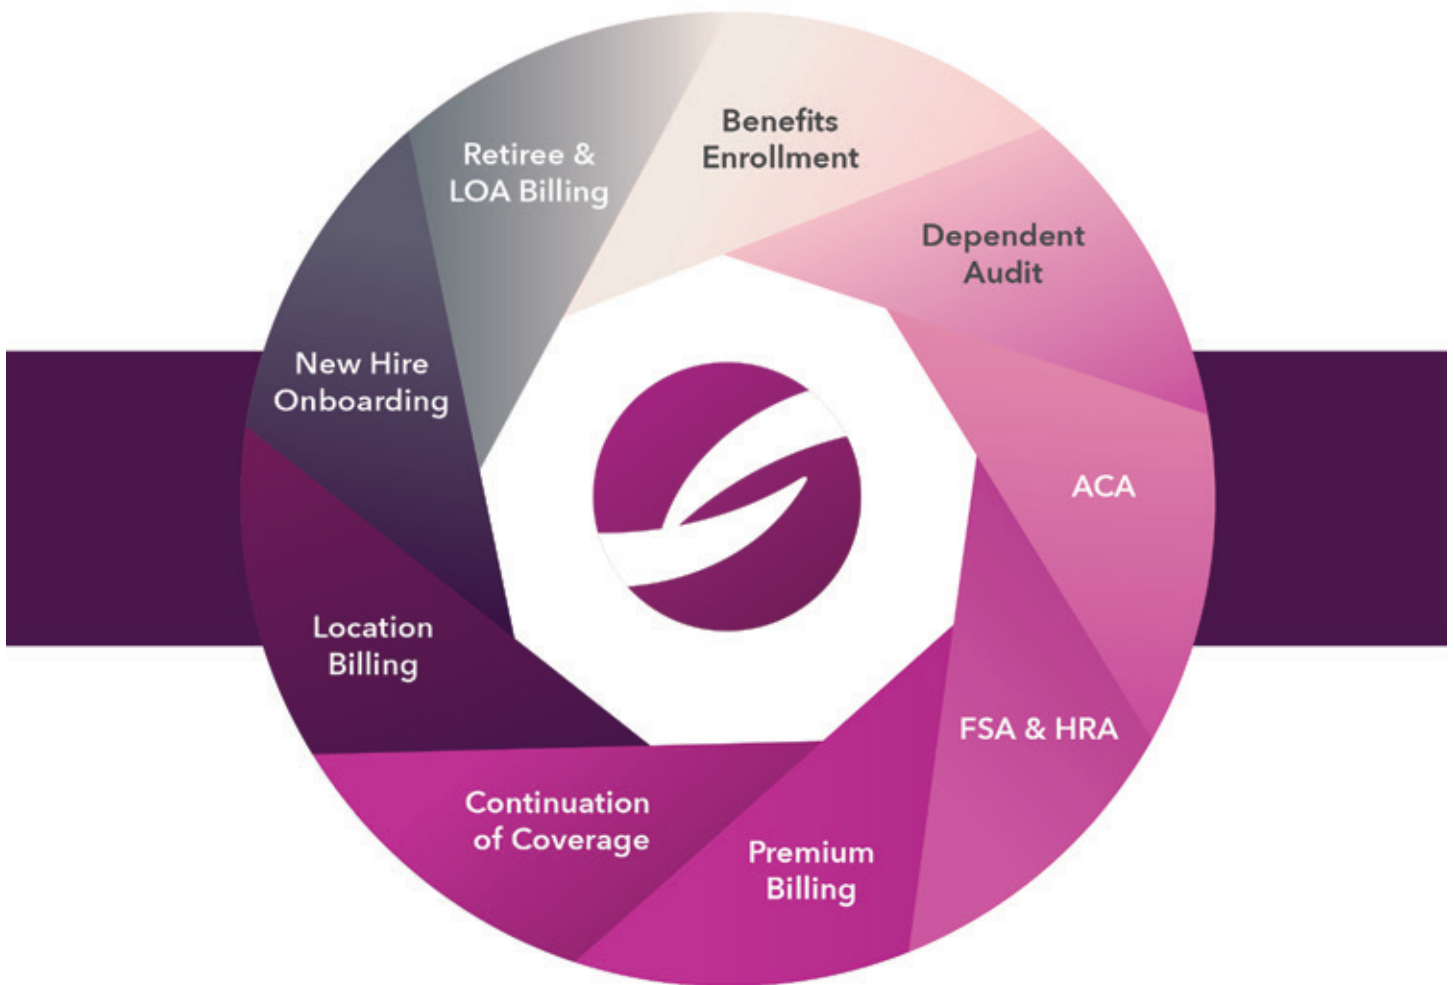 Benefits
Enrollment
Dependent
Audit
ACA
FSA & HRA
Premium
Billing
Continuation
of Coverage
Location
Billing
New Hire
Onboarding
Retiree &
LOA Billing